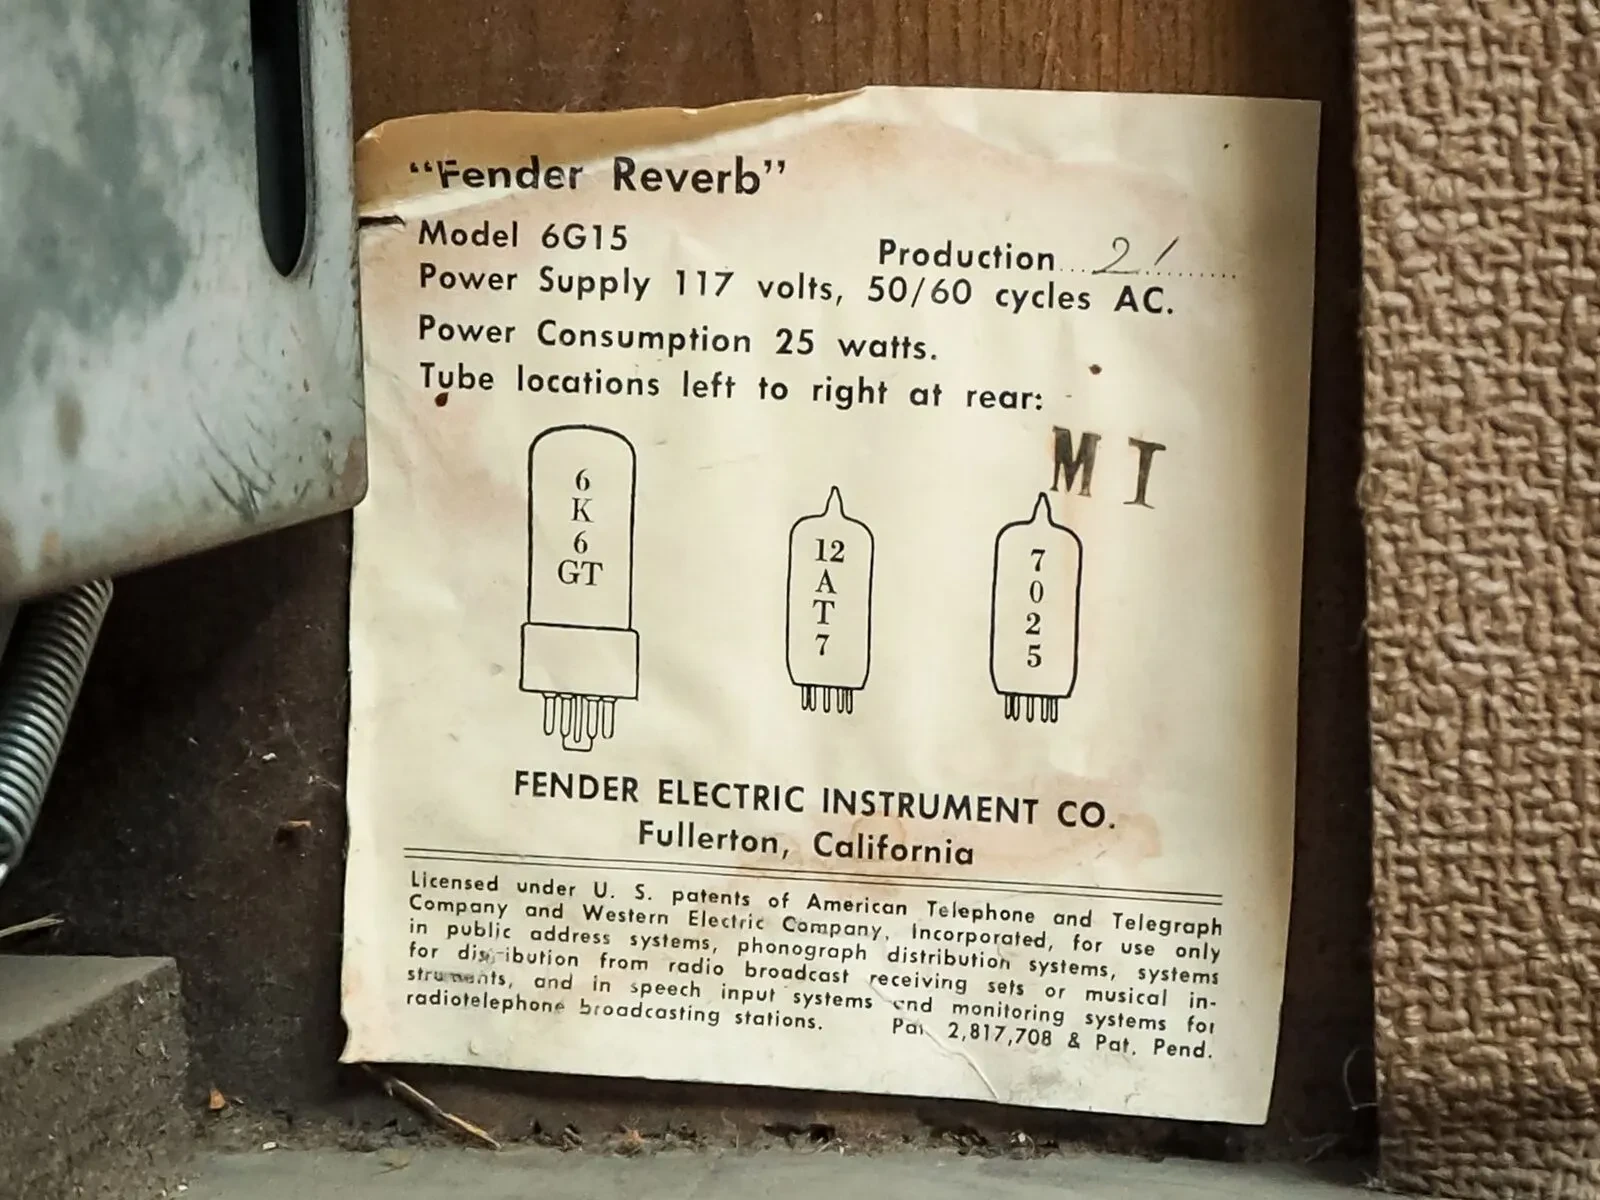 “Fender Reverb”
Model 6G15
Production 21
Power Supply 117 volts, 50/60 cycles AC.
Power Consumption 25 watts.
Tube locations left to right at rear:
M I
6
K
6
GT
12
A
T
7
7
0
2
5
FENDER ELECTRIC INSTRUMENT CO.
Fullerton, California
Licensed under U. S. patents of American Telephone and Telegraph
Company and Western Electric Company, Incorporated, for use only
in public address systems, phonograph distribution systems, systems
for distribution from radio broadcast receiving sets or musical in-
struments, and in speech input systems and monitoring systems for
radiotelephone broadcasting stations. Pat. 2,817,708 & Pat. Pend.